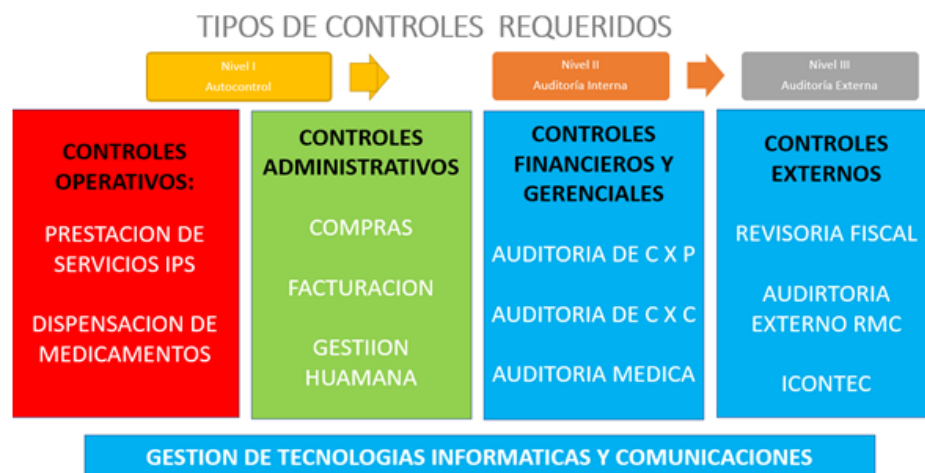 TIPOS DE CONTROLES REQUERIDOS
Nivel I
Autocontrol
Nivel II
Auditoría Interna
Nivel III
Auditoría Externa
CONTROLES
OPERATIVOS:
PRESTACION DE
SERVICIOS IPS
DISPENSACION DE
MEDICAMENTOS
CONTROLES
ADMINISTRATIVOS
COMPRAS
FACTURACION
GESTIION
HUAMANA
CONTROLES
FINANCIEROS Y
GERENCIALES
AUDITORIA DE C X P
AUDITORIA DE C X C
AUDITORIA MEDICA
CONTROLES
EXTERNOS
REVISORIA FISCAL
AUDIRTORIA
EXTERNO RMC
ICONTEC
GESTION DE TECNOLOGIAS INFORMATICAS Y COMUNICACIONES